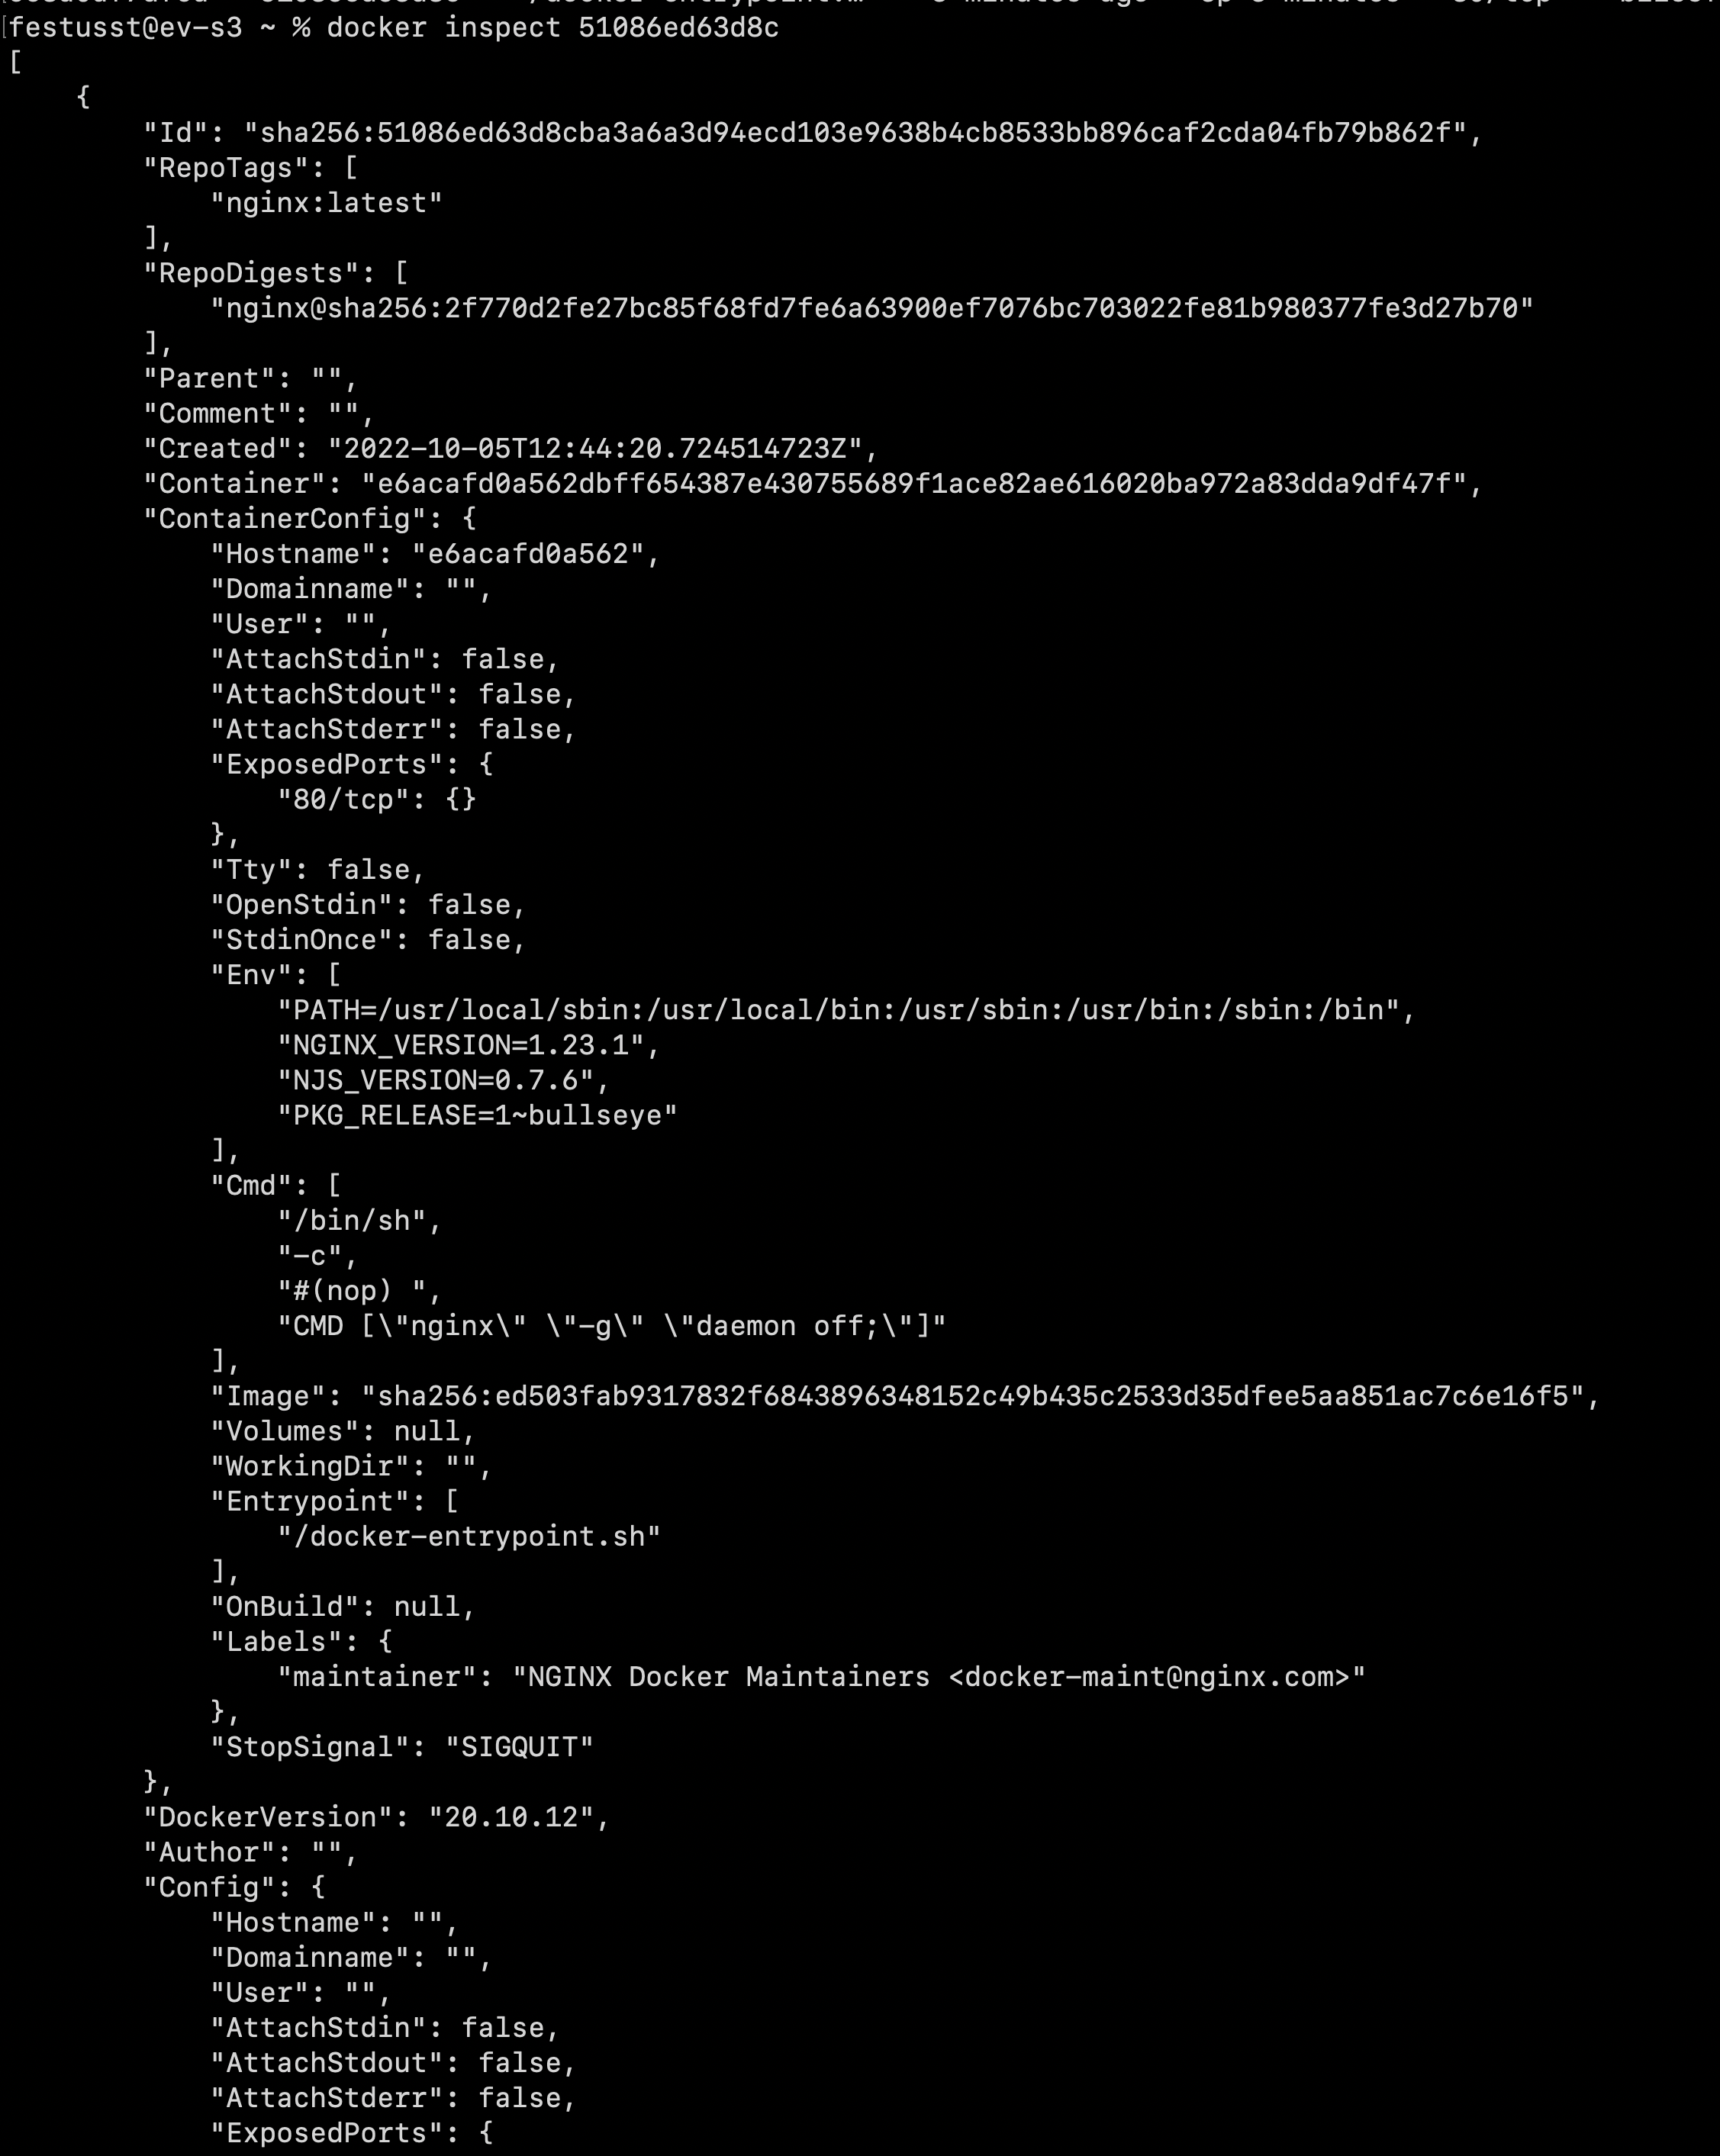 festusst@ev-s3 ~ % docker inspect 51086ed63d8c
[
    {
        "Id": "sha256:51086ed63d8cba3a6a3d94ecd103e9638b4cb8533bb896caf2cda04fb79b862f",
        "RepoTags": [
            "nginx:latest"
        ],
        "RepoDigests": [
            "nginx@sha256:2f770d2fe27bc85f68fd7fe6a63900ef7076bc703022fe81b980377fe3d27b70"
        ],
        "Parent": "",
        "Comment": "",
        "Created": "2022-10-05T12:44:20.724514723Z",
        "Container": "e6acafd0a562dbff654387e430755689f1ace82ae616020ba972a83dda9df47f",
        "ContainerConfig": {
            "Hostname": "e6acafd0a562",
            "Domainname": "",
            "User": "",
            "AttachStdin": false,
            "AttachStdout": false,
            "AttachStderr": false,
            "ExposedPorts": {
                "80/tcp": {}
            },
            "Tty": false,
            "OpenStdin": false,
            "StdinOnce": false,
            "Env": [
                "PATH=/usr/local/sbin:/usr/local/bin:/usr/sbin:/usr/bin:/sbin:/bin",
                "NGINX_VERSION=1.23.1",
                "NJS_VERSION=0.7.6",
                "PKG_RELEASE=1~bullseye"
            ],
            "Cmd": [
                "/bin/sh",
                "-c",
                "#(nop) ",
                "CMD [\"nginx\" \"-g\" \"daemon off;\"]"
            ],
            "Image": "sha256:ed503fab9317832f6843896348152c49b435c2533d35dfee5aa851ac7c6e16f5",
            "Volumes": null,
            "WorkingDir": "",
            "Entrypoint": [
                "/docker-entrypoint.sh"
            ],
            "OnBuild": null,
            "Labels": {
                "maintainer": "NGINX Docker Maintainers <docker-maint@nginx.com>"
            },
            "StopSignal": "SIGQUIT"
        },
        "DockerVersion": "20.10.12",
        "Author": "",
        "Config": {
            "Hostname": "",
            "Domainname": "",
            "User": "",
            "AttachStdin": false,
            "AttachStdout": false,
            "AttachStderr": false,
            "ExposedPorts": {